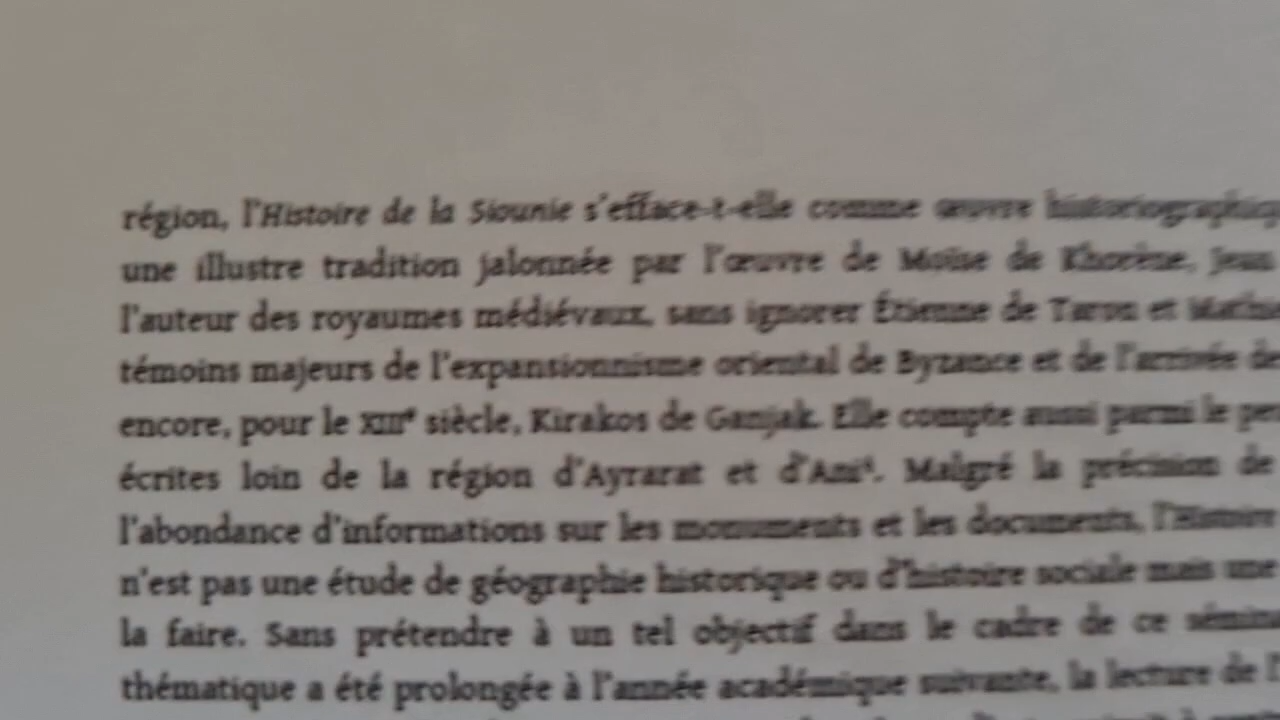 région, l'Histoire de la Siounie s'efface-t-elle comme œuvre
une illustre tradition jalonnée par l'œuvre de Moïse de Khorène, Jean
l'auteur des royaumes médiévaux, sans ignorer Étienne de Taron et
témoins majeurs de l'expansionnisme oriental de Byzance et de l'arrivée
encore, pour le XIIIe siècle, Kirakos de Ganjak. Elle compte aussi parmi le
écrites loin de la région d'Ayrarat et d'Ani⁴. Malgré la précision de
l'abondance d'informations sur les monuments et les documents, l'Histoire
n'est pas une étude de géographie historique ou d'histoire sociale mais une
la faire. Sans prétendre à un tel objectif dans le cadre de ce
thématique a été prolongée à l'année académique suivante, la lecture de